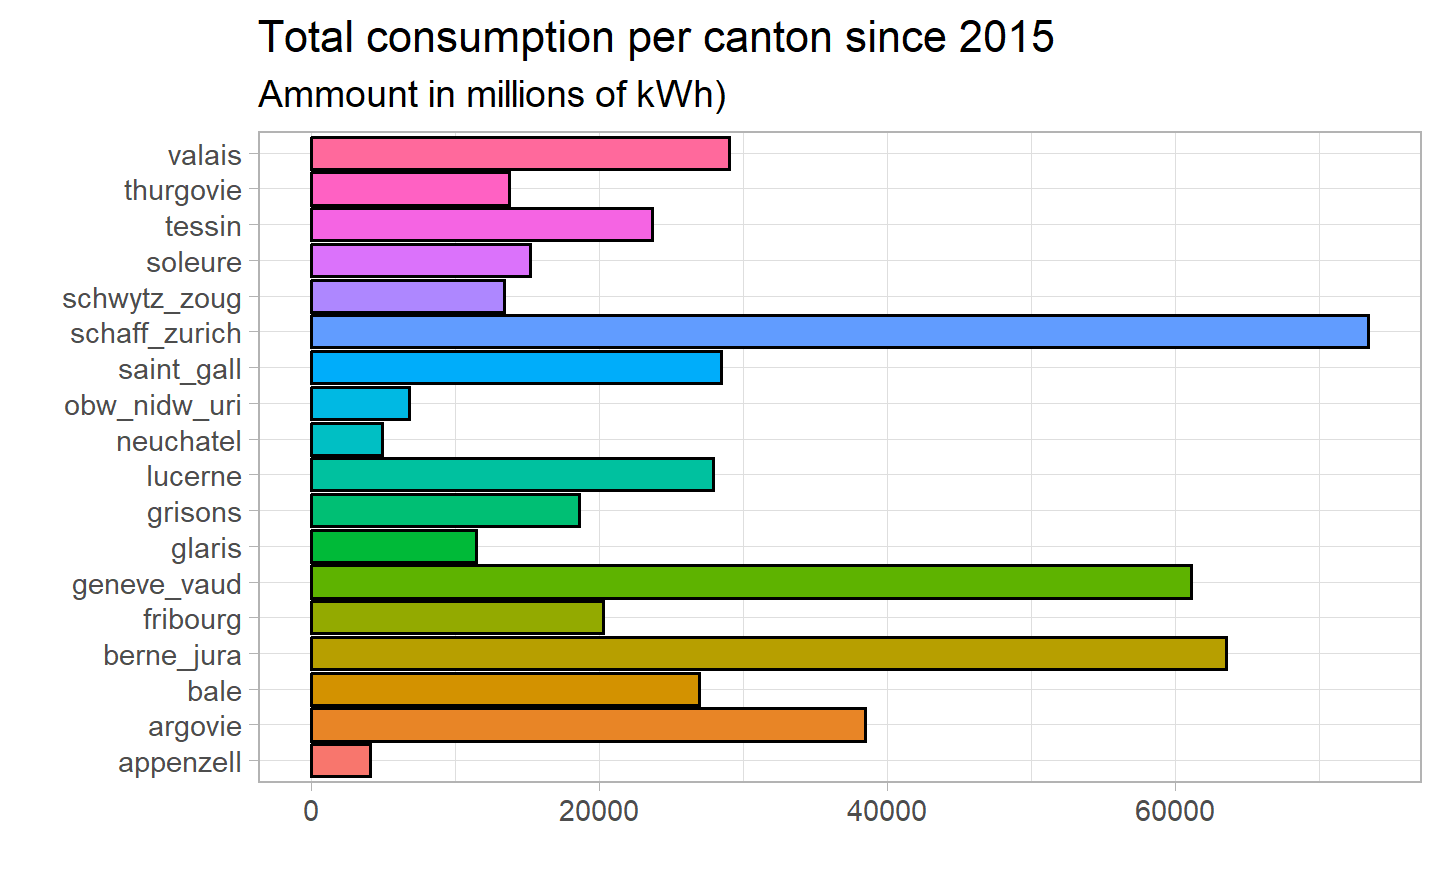 Total consumption per canton since 2015
Ammount in millions of kWh)
valais
thurgovie
tessin
soleure
schwytz_zoug
schaff_zurich
saint_gall
obw_nidw_uri
neuchatel
lucerne
grisons
glaris
geneve_vaud
fribourg
berne_jura
bale
argovie
appenzell
0 20000 40000 60000